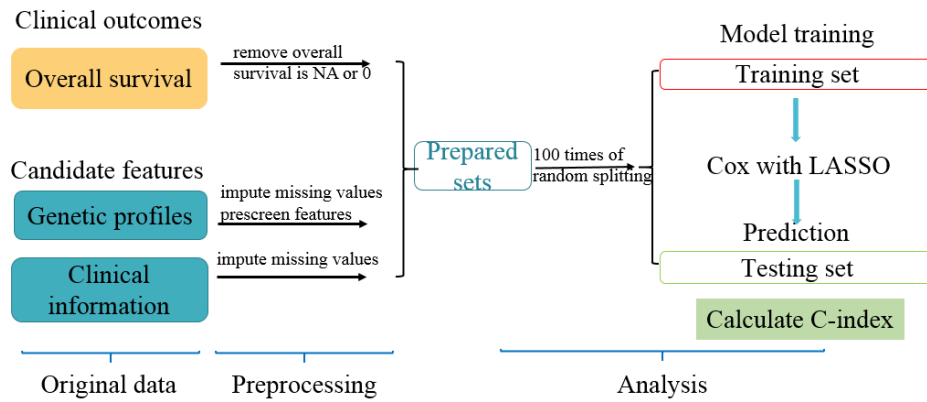 Clinical outcomes
Overall survival
remove overall
survival is NA or 0
Candidate features
Genetic profiles
impute missing values
prescreen features
Clinical
information
impute missing values
Prepared
sets
100 times of
random splitting
Model training
Training set
Cox with LASSO
Prediction
Testing set
Calculate C-index
Original data
Preprocessing
Analysis